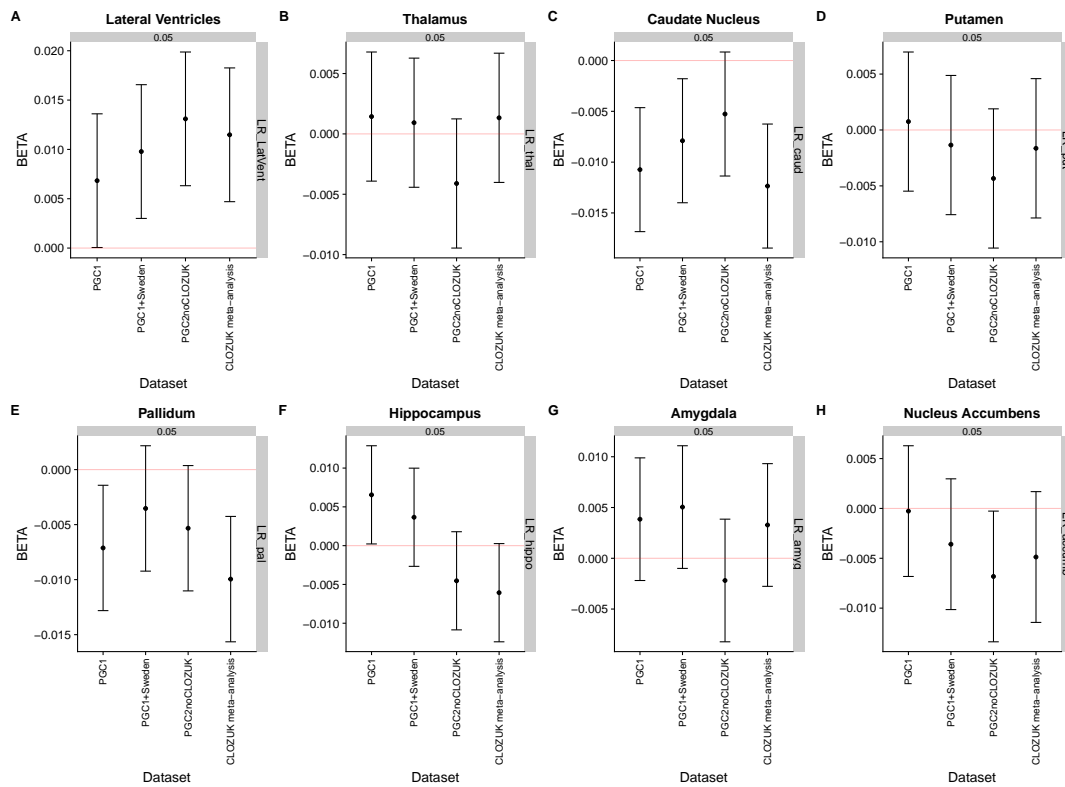 A
Lateral Ventricles
0.05
0.020
0.015
0.010
0.005
0.000
BETA
LR_LatVent
PGC1
PGC1+Sweden
PGC2noCLOZUK
CLOZUK meta−analysis
Dataset
B
Thalamus
0.05
0.005
0.000
−0.005
−0.010
BETA
LR_thal
PGC1
PGC1+Sweden
PGC2noCLOZUK
CLOZUK meta−analysis
Dataset
C
Caudate Nucleus
0.05
0.000
−0.005
−0.010
−0.015
BETA
LR_caud
PGC1
PGC1+Sweden
PGC2noCLOZUK
CLOZUK meta−analysis
Dataset
D
Putamen
0.05
0.005
0.000
−0.005
−0.010
BETA
PGC1
PGC1+Sweden
PGC2noCLOZUK
CLOZUK meta−analysis
Dataset
E
Pallidum
0.05
0.000
−0.005
−0.010
−0.015
BETA
LR_pal
PGC1
PGC1+Sweden
PGC2noCLOZUK
CLOZUK meta−analysis
Dataset
F
Hippocampus
0.05
0.010
0.005
0.000
−0.005
−0.010
BETA
LR_hippo
PGC1
PGC1+Sweden
PGC2noCLOZUK
CLOZUK meta−analysis
Dataset
G
Amygdala
0.05
0.010
0.005
0.000
−0.005
BETA
LR_amyg
PGC1
PGC1+Sweden
PGC2noCLOZUK
CLOZUK meta−analysis
Dataset
H
Nucleus Accumbens
0.05
0.005
0.000
−0.005
−0.010
BETA
PGC1
PGC1+Sweden
PGC2noCLOZUK
CLOZUK meta−analysis
Dataset